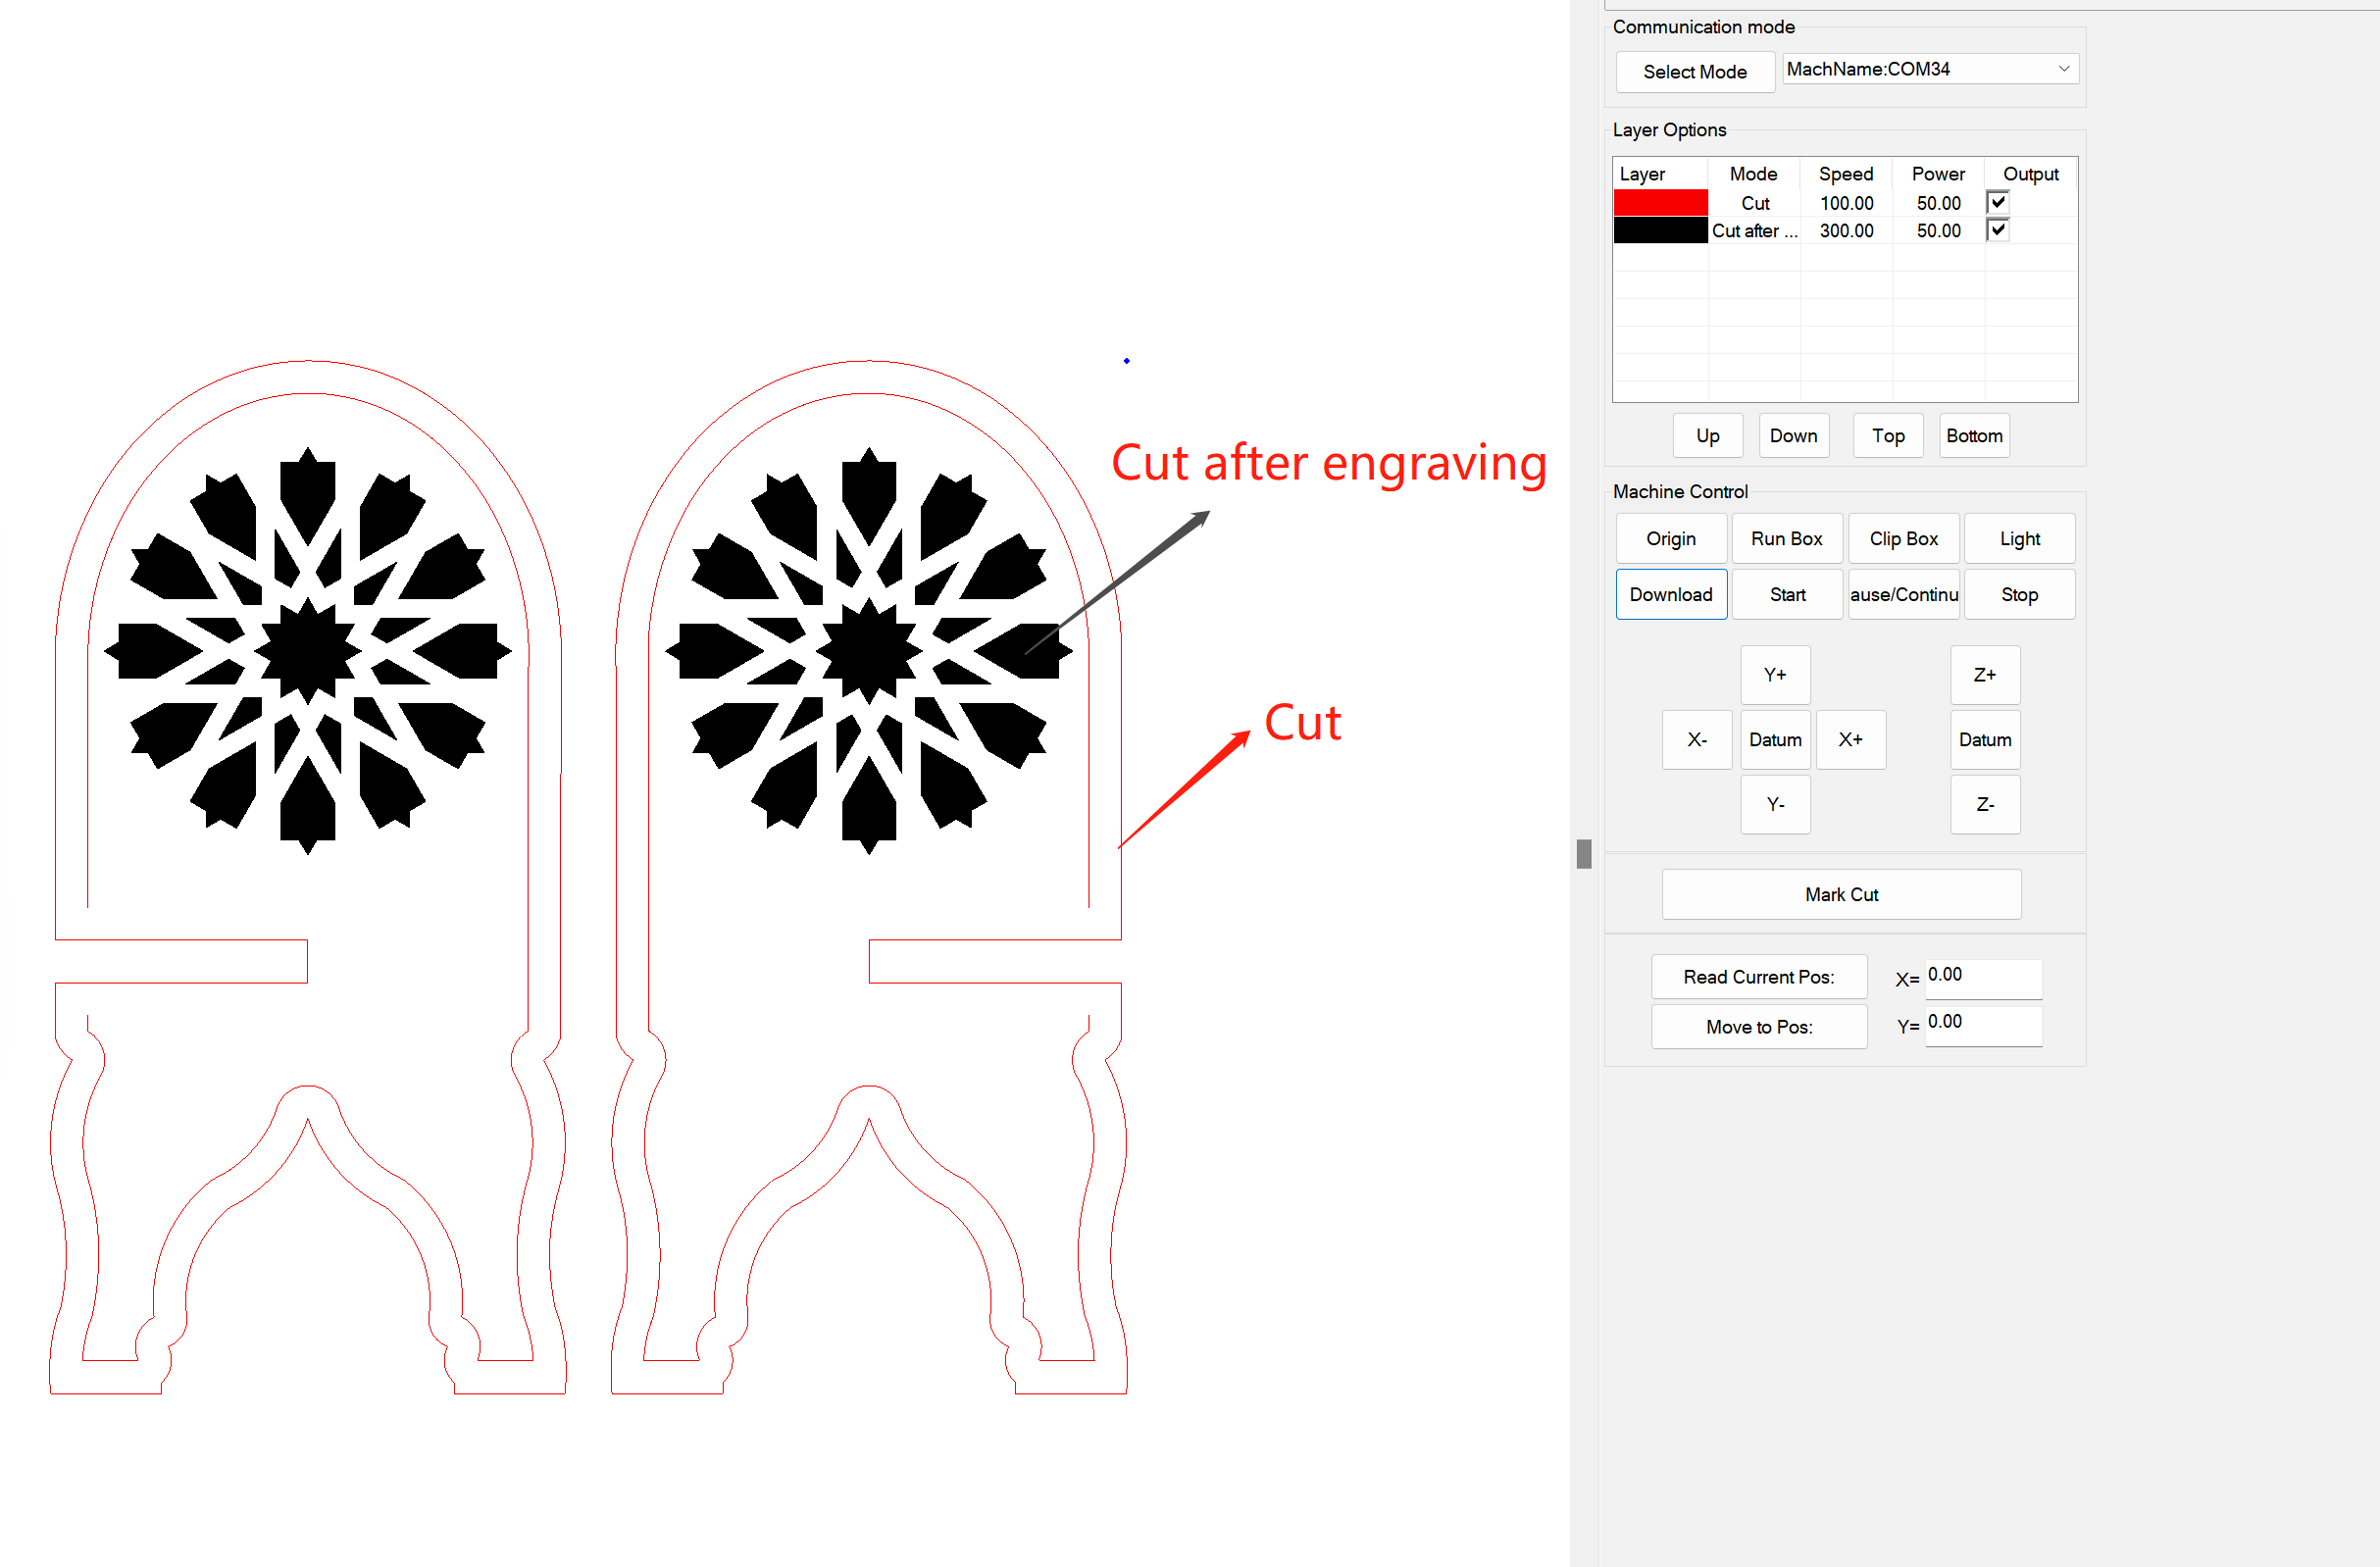 Cut after engraving
Cut
Communication mode
Select Mode
MachName:COM34
Layer Options
Layer Mode Speed Power Output
Cut 100.00 50.00
Cut after ... 300.00 50.00
Up Down Top Bottom
Machine Control
Origin Run Box Clip Box Light
Download Start ause/Continu Stop
Y+ Z+
X- Datum X+ Datum
Y- Z-
Mark Cut
Read Current Pos: X= 0.00
Move to Pos: Y= 0.00